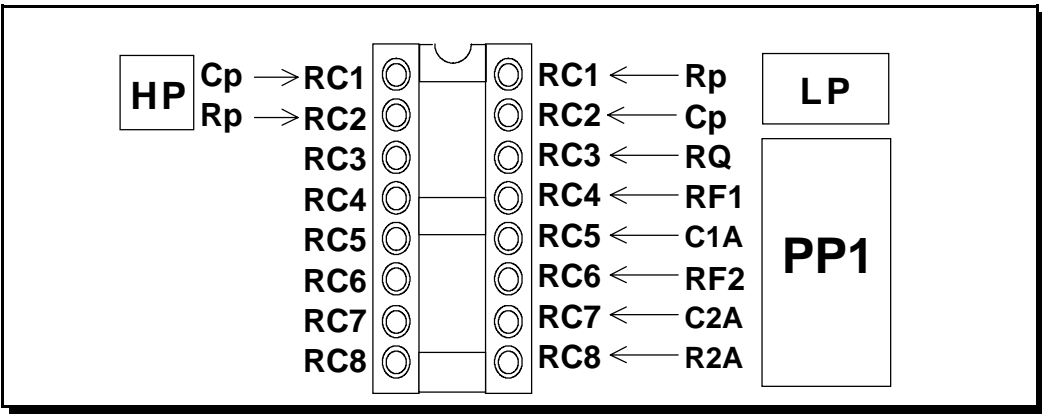 HP
Cp → RC1
Rp → RC2
RC3
RC4
RC5
RC6
RC7
RC8
RC1 ← Rp
RC2 ← Cp
RC3 ← RQ
RC4 ← RF1
RC5 ← C1A
RC6 ← RF2
RC7 ← C2A
RC8 ← R2A
LP
PP1